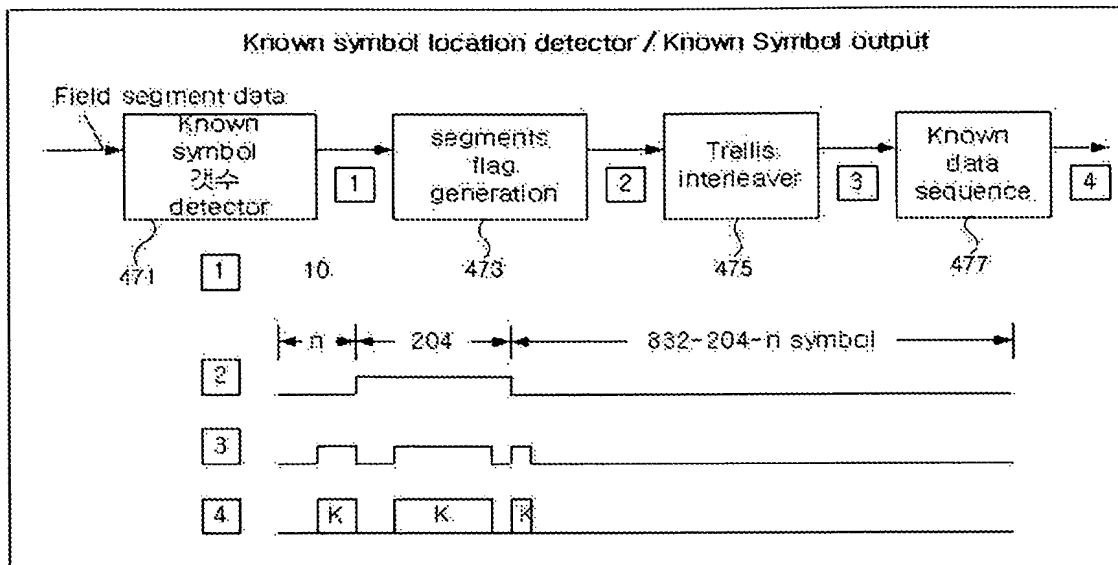 Known symbol location detector / Known Symbol output
Field segment data
Known
symbol
갯수
detector
1
segments
flag
generation
2
Trellis
interleaver
3
Known
data
sequence
4
471
473
475
477
1
10
n
204
832-204-n symbol
2
3
4
K
K
K